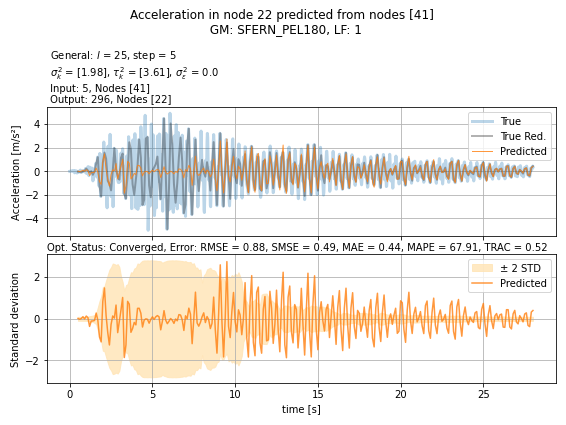 Acceleration in node 22 predicted from nodes [41]
GM: SFERN_PEL180, LF: 1
General: l = 25, step = 5
σ²ₖ = [1.98], τ²ₖ = [3.61], σ²ε = 0.0
Input: 5, Nodes [41]
Output: 296, Nodes [22]
Acceleration [m/s²]
4
2
0
−2
−4
True
True Red.
Predicted
Opt. Status: Converged, Error: RMSE = 0.88, SMSE = 0.49, MAE = 0.44, MAPE = 67.91, TRAC = 0.52
Standard deviation
2
0
−2
± 2 STD
Predicted
0 5 10 15 20 25
time [s]